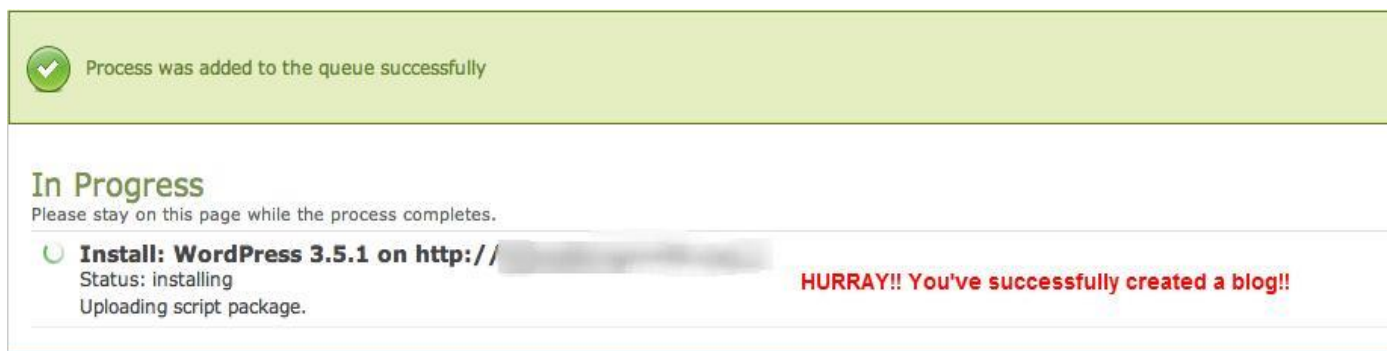 Process was added to the queue successfully
In Progress
Please stay on this page while the process completes.
Install: WordPress 3.5.1 on http://
Status: installing
HURRAY!! You've successfully created a blog!!
Uploading script package.